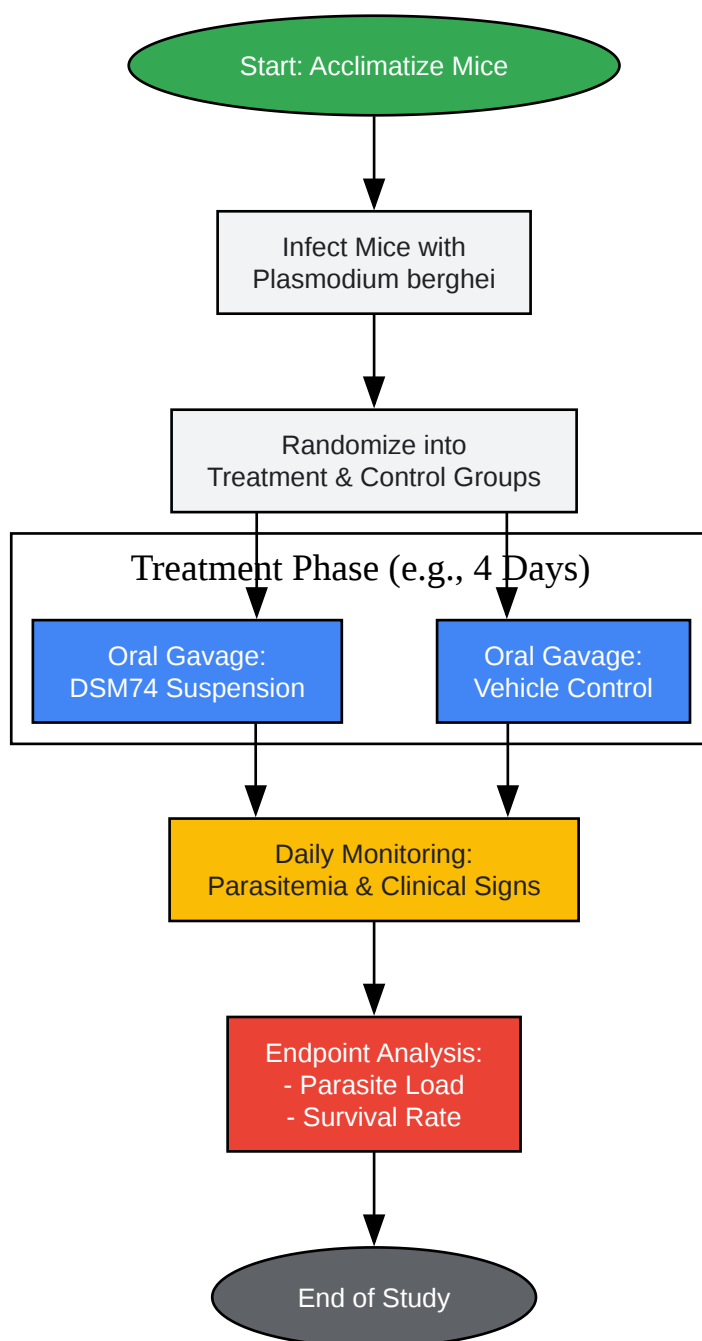 Start: Acclimatize Mice
Infect Mice with
Plasmodium berghei
Randomize into
Treatment & Control Groups
Treatment Phase (e.g., 4 Days)
Oral Gavage:
DSM74 Suspension
Oral Gavage:
Vehicle Control
Daily Monitoring:
Parasitemia & Clinical Signs
Endpoint Analysis:
- Parasite Load
- Survival Rate
End of Study